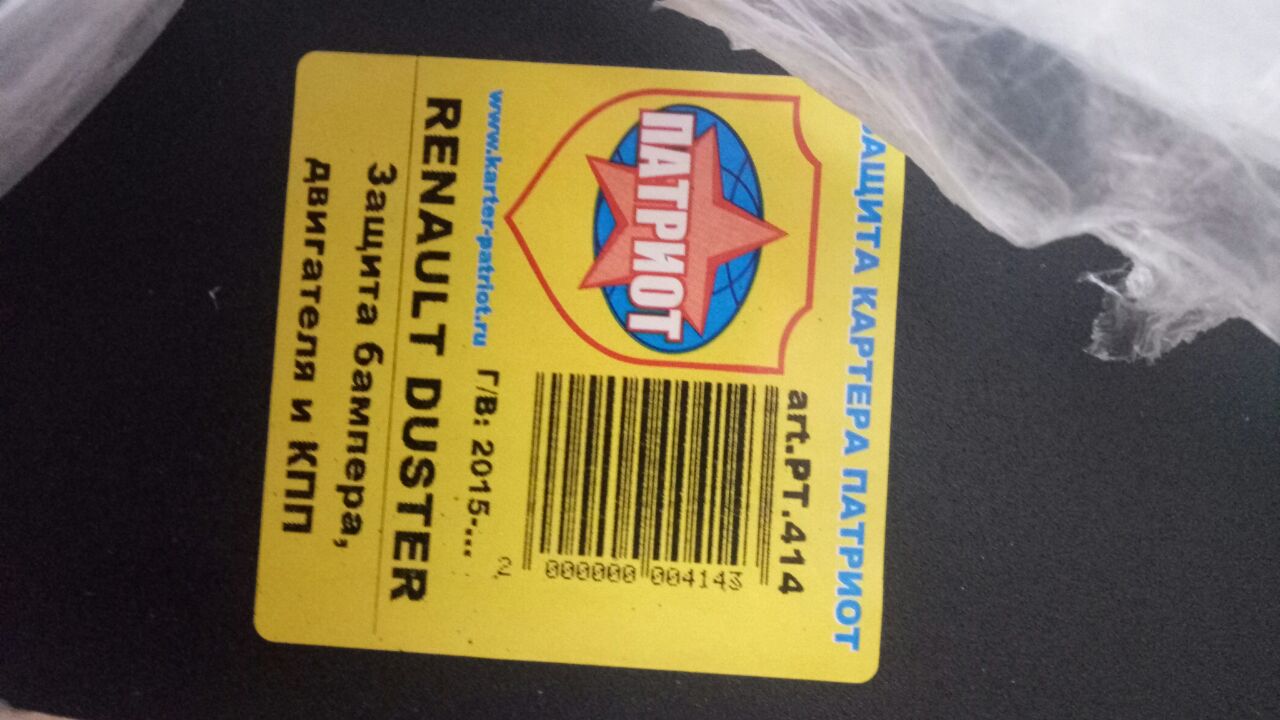 ЗАЩИТА КАРТЕРА ПАТРИОТ
art.PT.414
ПАТРИОТ
2 000000 004143
www.karter-patriot.ru Г/В: 2015-...
RENAULT DUSTER
Защита бампера,
двигателя и КПП